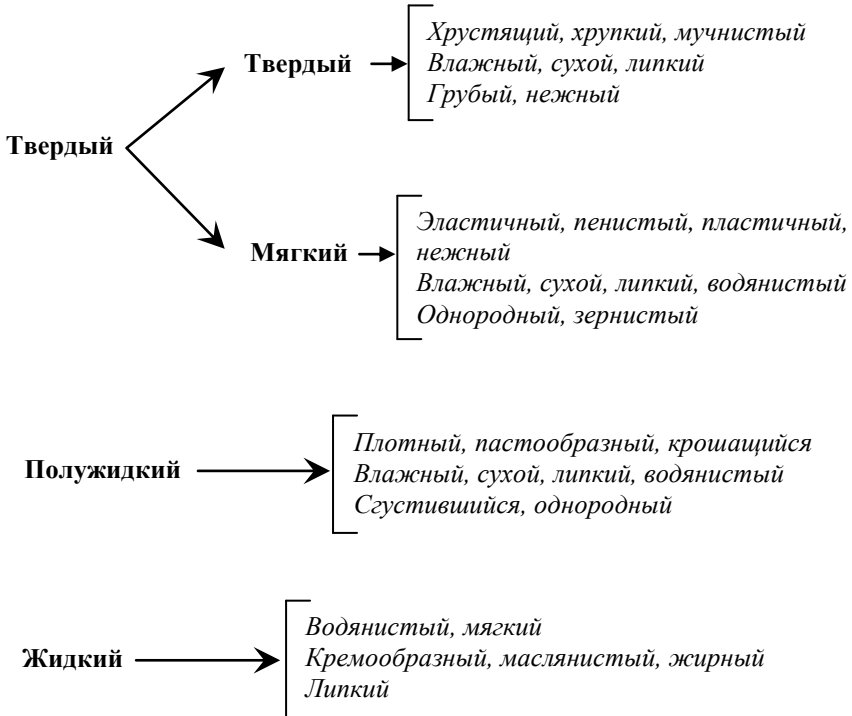 Твердый
Твердый
Хрустящий, хрупкий, мучнистый
Влажный, сухой, липкий
Грубый, нежный
Мягкий
Эластичный, пенистый, пластичный,
нежный
Влажный, сухой, липкий, водянистый
Однородный, зернистый
Полужидкий
Плотный, пастообразный, крошащийся
Влажный, сухой, липкий, водянистый
Сгустившийся, однородный
Жидкий
Водянистый, мягкий
Кремообразный, маслянистый, жирный
Липкий